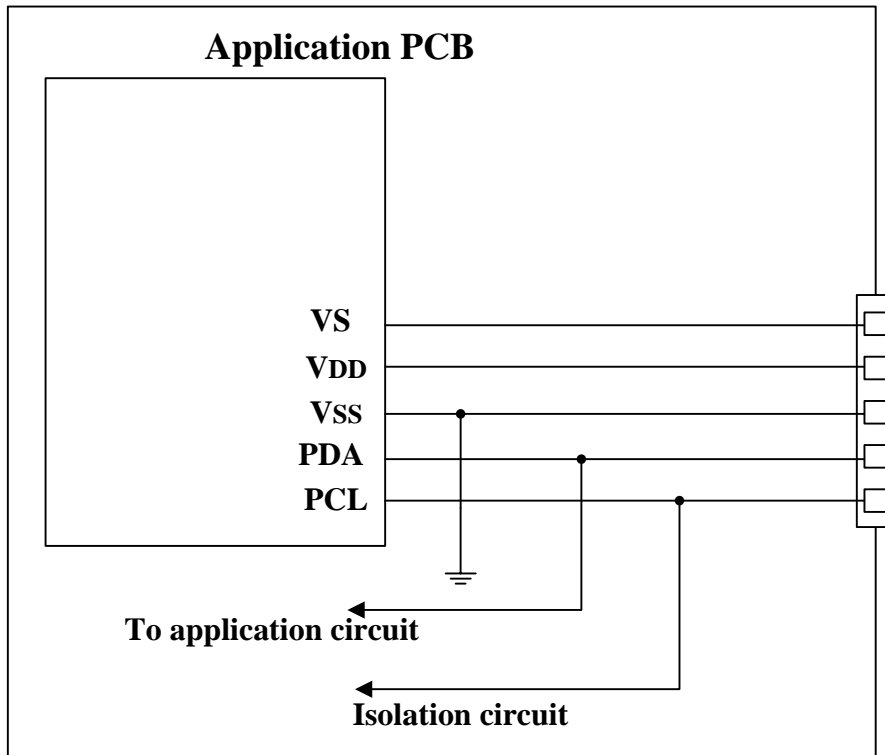 Application PCB
VS
VDD
VSS
PDA
PCL
To application circuit
Isolation circuit